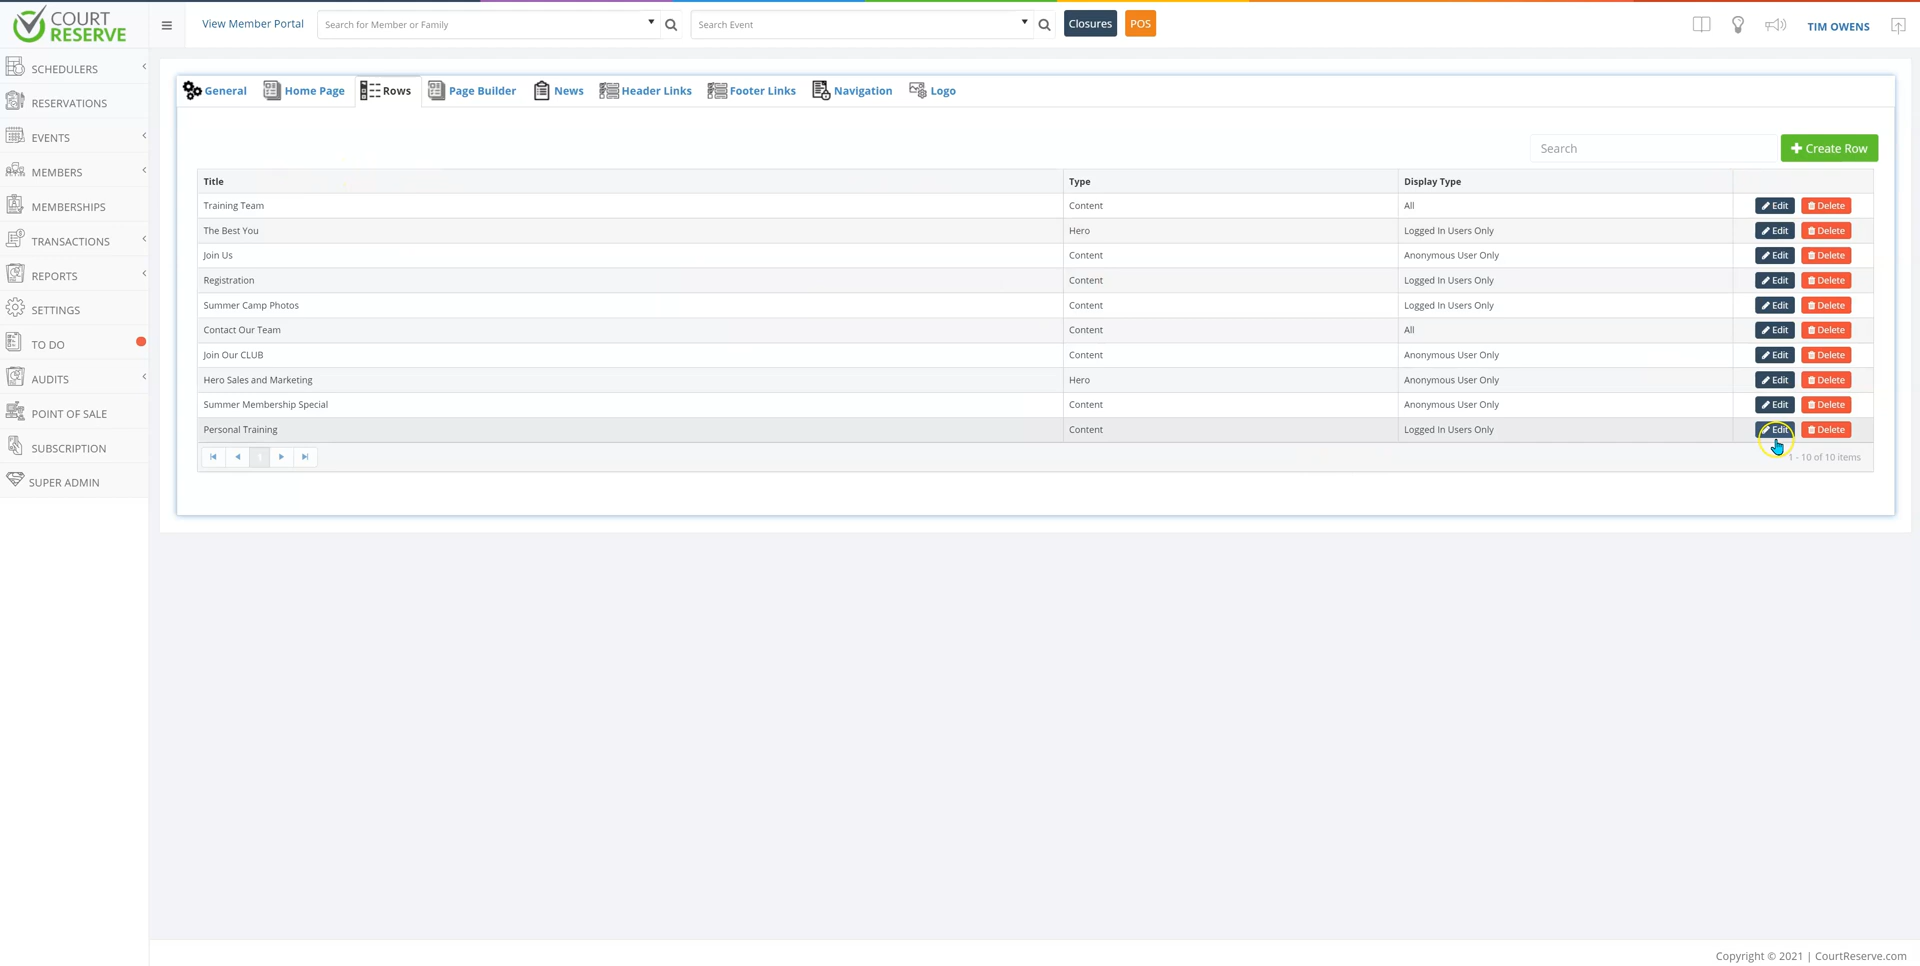 COURT
RESERVE
View Member Portal
Search for Member or Family
Search Event
Closures
POS
TIM OWENS
SCHEDULERS
RESERVATIONS
EVENTS
MEMBERS
MEMBERSHIPS
TRANSACTIONS
REPORTS
SETTINGS
TO DO
AUDITS
POINT OF SALE
SUBSCRIPTION
SUPER ADMIN
General Home Page Rows Page Builder News Header Links Footer Links Navigation Logo
Search Create Row
Title Type Display Type
Training Team Content All Edit Delete
The Best You Hero Logged In Users Only Edit Delete
Join Us Content Anonymous User Only Edit Delete
Registration Content Logged In Users Only Edit Delete
Summer Camp Photos Content Logged In Users Only Edit Delete
Contact Our Team Content All Edit Delete
Join Our CLUB Content Anonymous User Only Edit Delete
Hero Sales and Marketing Hero Anonymous User Only Edit Delete
Summer Membership Special Content Anonymous User Only Edit Delete
Personal Training Content Logged In Users Only Edit Delete
1 1 - 10 of 10 items
Copyright © 2021 | CourtReserve.com